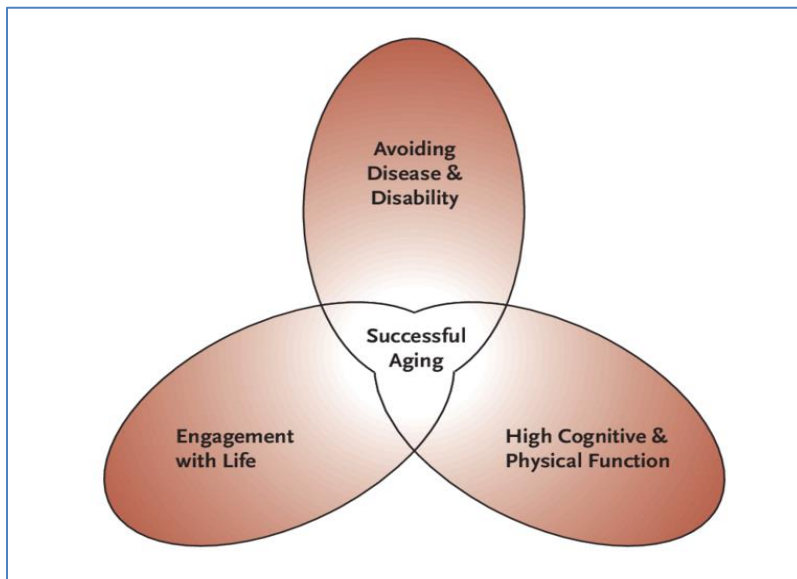 Avoiding
Disease &
Disability
Successful
Aging
Engagement
with Life
High Cognitive &
Physical Function